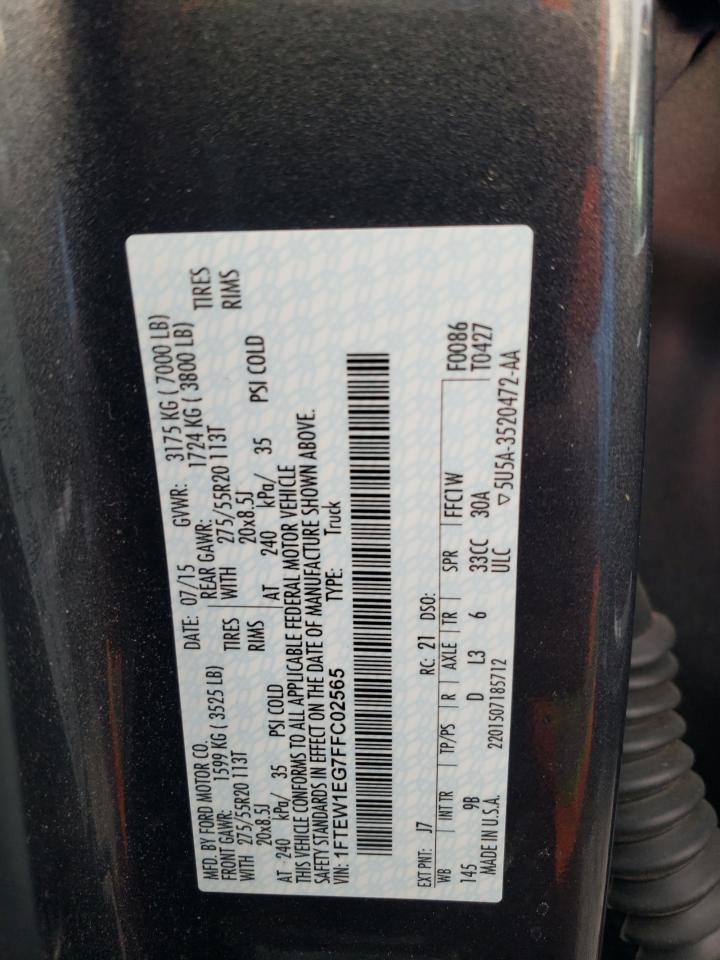 MFD. BY FORD MOTOR CO.
DATE: 07/15 GVWR: 3175 KG ( 7000 LB)
FRONT GAWR: 1599 KG ( 3525 LB) REAR GAWR: 1724 KG ( 3800 LB)
WITH 275/55R20 113T TIRES WITH 275/55R20 113T TIRES
20x8.5J RIMS 20x8.5J RIMS
AT 240 kPa/ 35 PSI COLD AT 240 kPa/ 35 PSI COLD
THIS VEHICLE CONFORMS TO ALL APPLICABLE FEDERAL MOTOR VEHICLE
SAFETY STANDARDS IN EFFECT ON THE DATE OF MANUFACTURE SHOWN ABOVE.
VIN: 1FTEW1EG7FFC02565 TYPE: Truck
EXT PNT: J7 RC: 21 DSO:
WB INT TR TP/PS R AXLE TR SPR FFC1W F0086
145 9B D L3 6 33CC 30A T0427
MADE IN U.S.A. 2201507185712 ULC ▽5U5A-3520472-AA